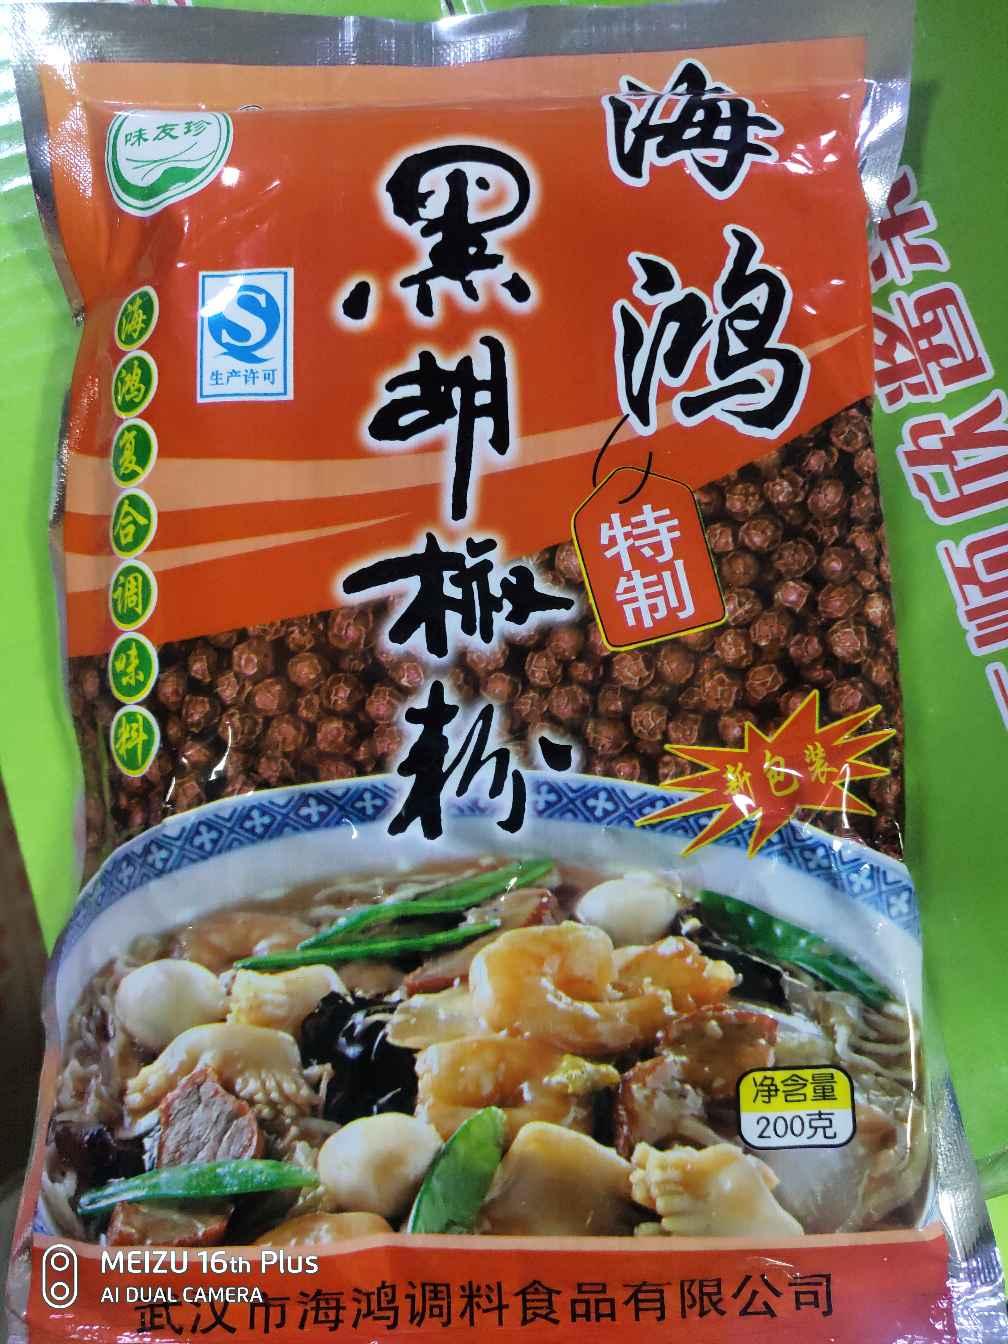 味友珍
海鸿
黑胡椒粉
特制
生产许可
海鸿复合调味料
新包装
净含量
200克
MEIZU 16th Plus
AI DUAL CAMERA
武汉市海鸿调料食品有限公司